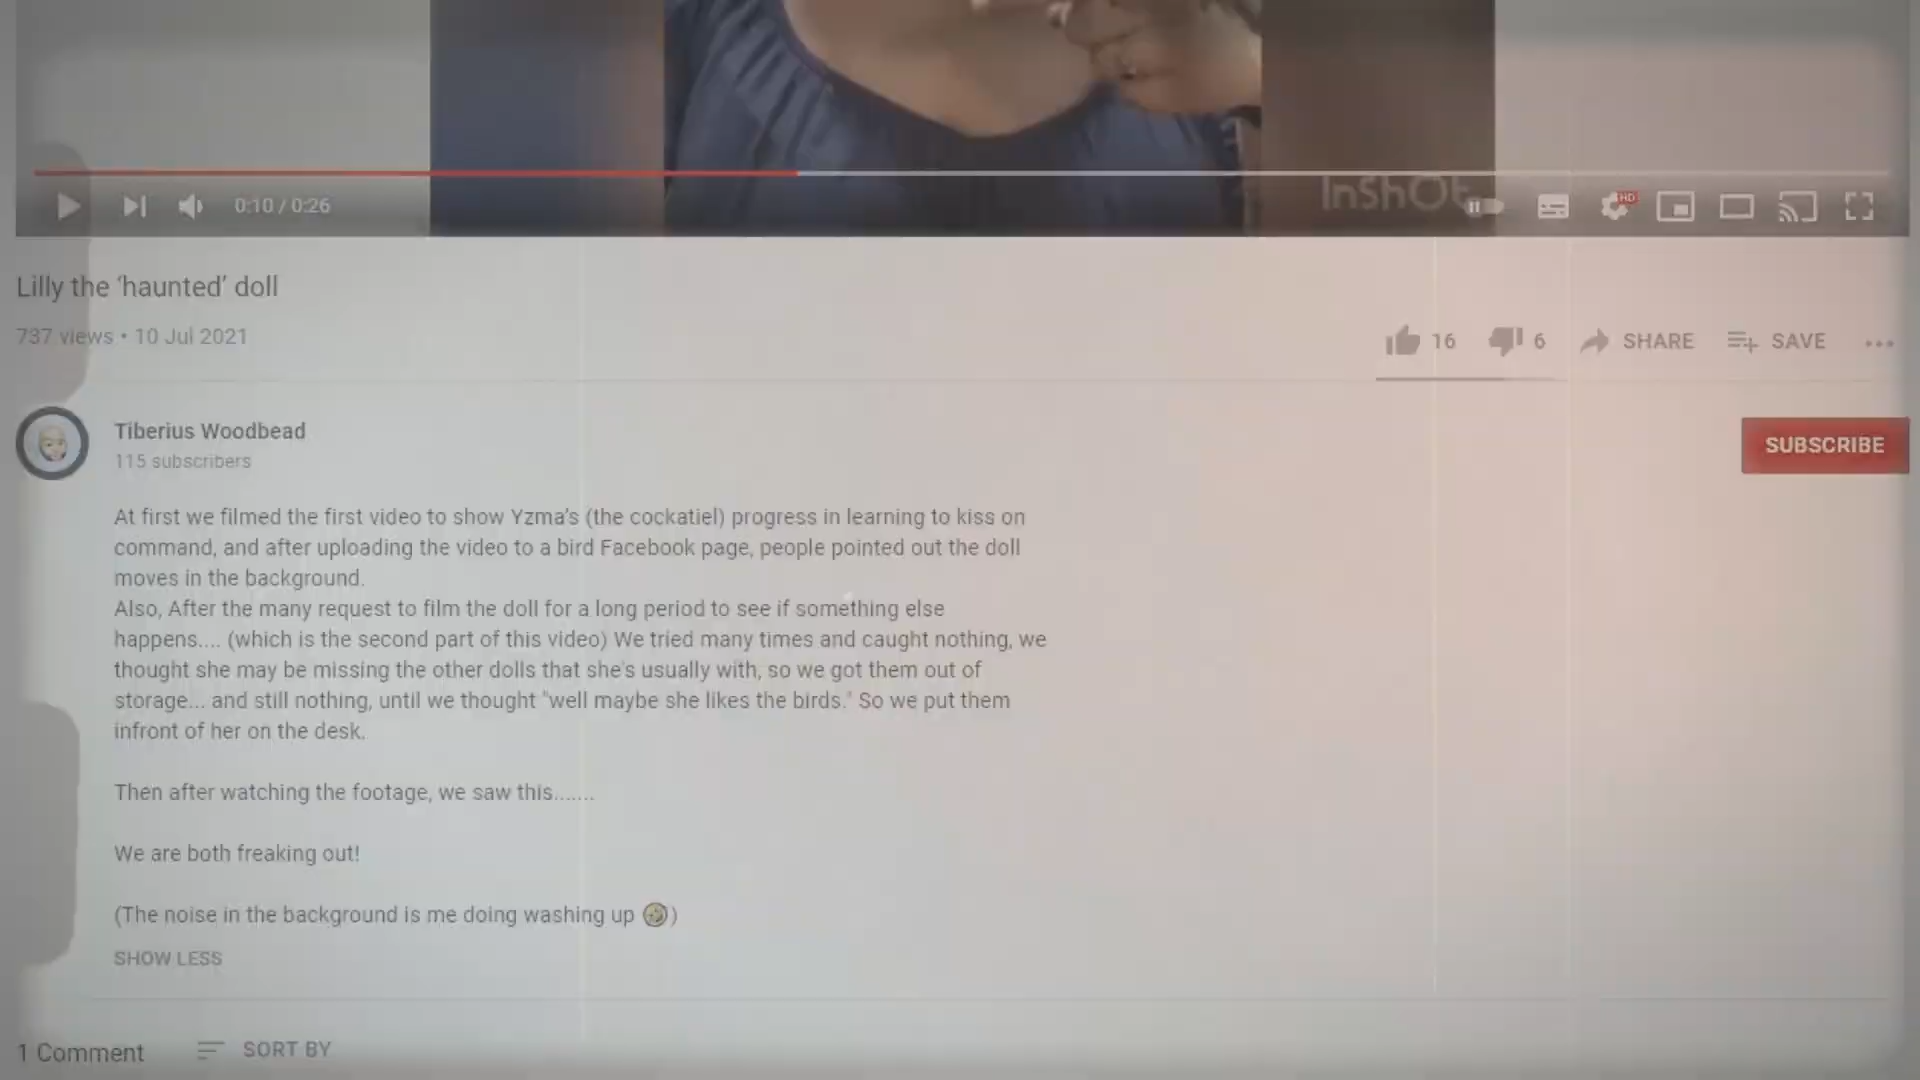 InShOt
0:10 / 0:26
HD
Lilly the ‘haunted’ doll
737 views • 10 Jul 2021
16
6
SHARE
SAVE
Tiberius Woodbead
115 subscribers
SUBSCRIBE
At first we filmed the first video to show Yzma's (the cockatiel) progress in learning to kiss on
command, and after uploading the video to a bird Facebook page, people pointed out the doll
moves in the background.
Also, After the many request to film the doll for a long period to see if something else
happens.... (which is the second part of this video) We tried many times and caught nothing, we
thought she may be missing the other dolls that she's usually with, so we got them out of
storage... and still nothing, until we thought "well maybe she likes the birds." So we put them
infront of her on the desk.
Then after watching the footage, we saw this.......
We are both freaking out!
(The noise in the background is me doing washing up 🤣)
SHOW LESS
1 Comment
SORT BY